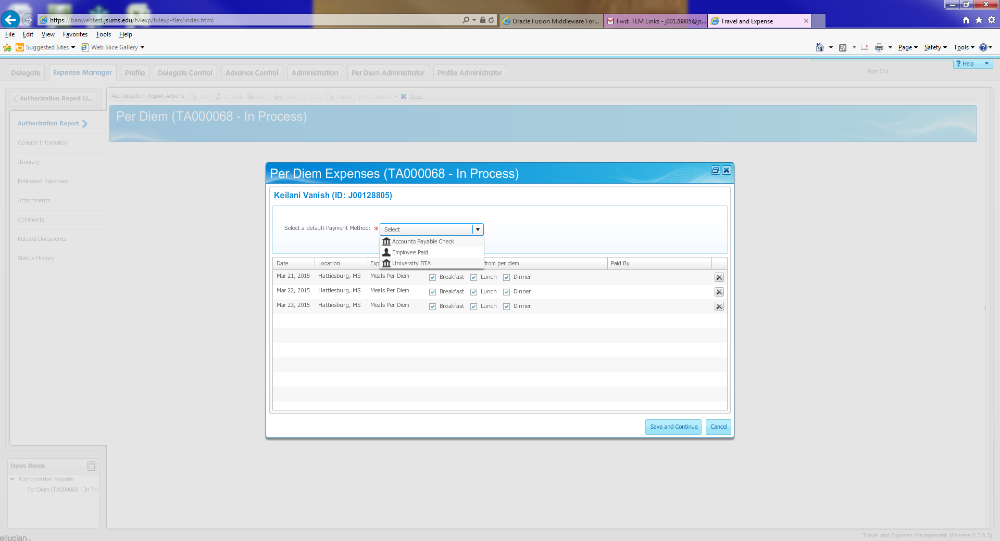 https://banwebtest.jsums.edu/tvlexp/tvlexp-flex/index.html
Oracle Fusion Middleware For...
Fwd: TEM Links - j00128805@js...
Travel and Expense
File Edit View Favorites Tools Help
Suggested Sites Web Slice Gallery
Page Safety Tools
Help
Delegate Expense Manager Profile Delegate Control Advance Control Administration Per Diem Administrator Profile Administrator
Sign Out
Authorization Report Li...
Authorization Report Actions New Refresh Open Save Copy Delete More Actions Close
Per Diem (TA000068 - In Process)
Authorization Report
General Information
Itinerary
Estimated Expenses
Attachments
Comments
Related Documents
Status History
Per Diem Expenses (TA000068 - In Process)
Keilani Vanish (ID: J00128805)
Select a default Payment Method: * Select
Accounts Payable Check
Employee Paid
University BTA
Date Location Exp from per diem Paid By
Mar 21, 2015 Hattiesburg, MS Meals Per Diem Breakfast Lunch Dinner
Mar 22, 2015 Hattiesburg, MS Meals Per Diem Breakfast Lunch Dinner
Mar 23, 2015 Hattiesburg, MS Meals Per Diem Breakfast Lunch Dinner
Save and Continue Cancel
Open Items
Authorization Reports
Per Diem (TA000068 - In Pr
ellucian
Travel and Expense Management (Release 8.7.0.3)